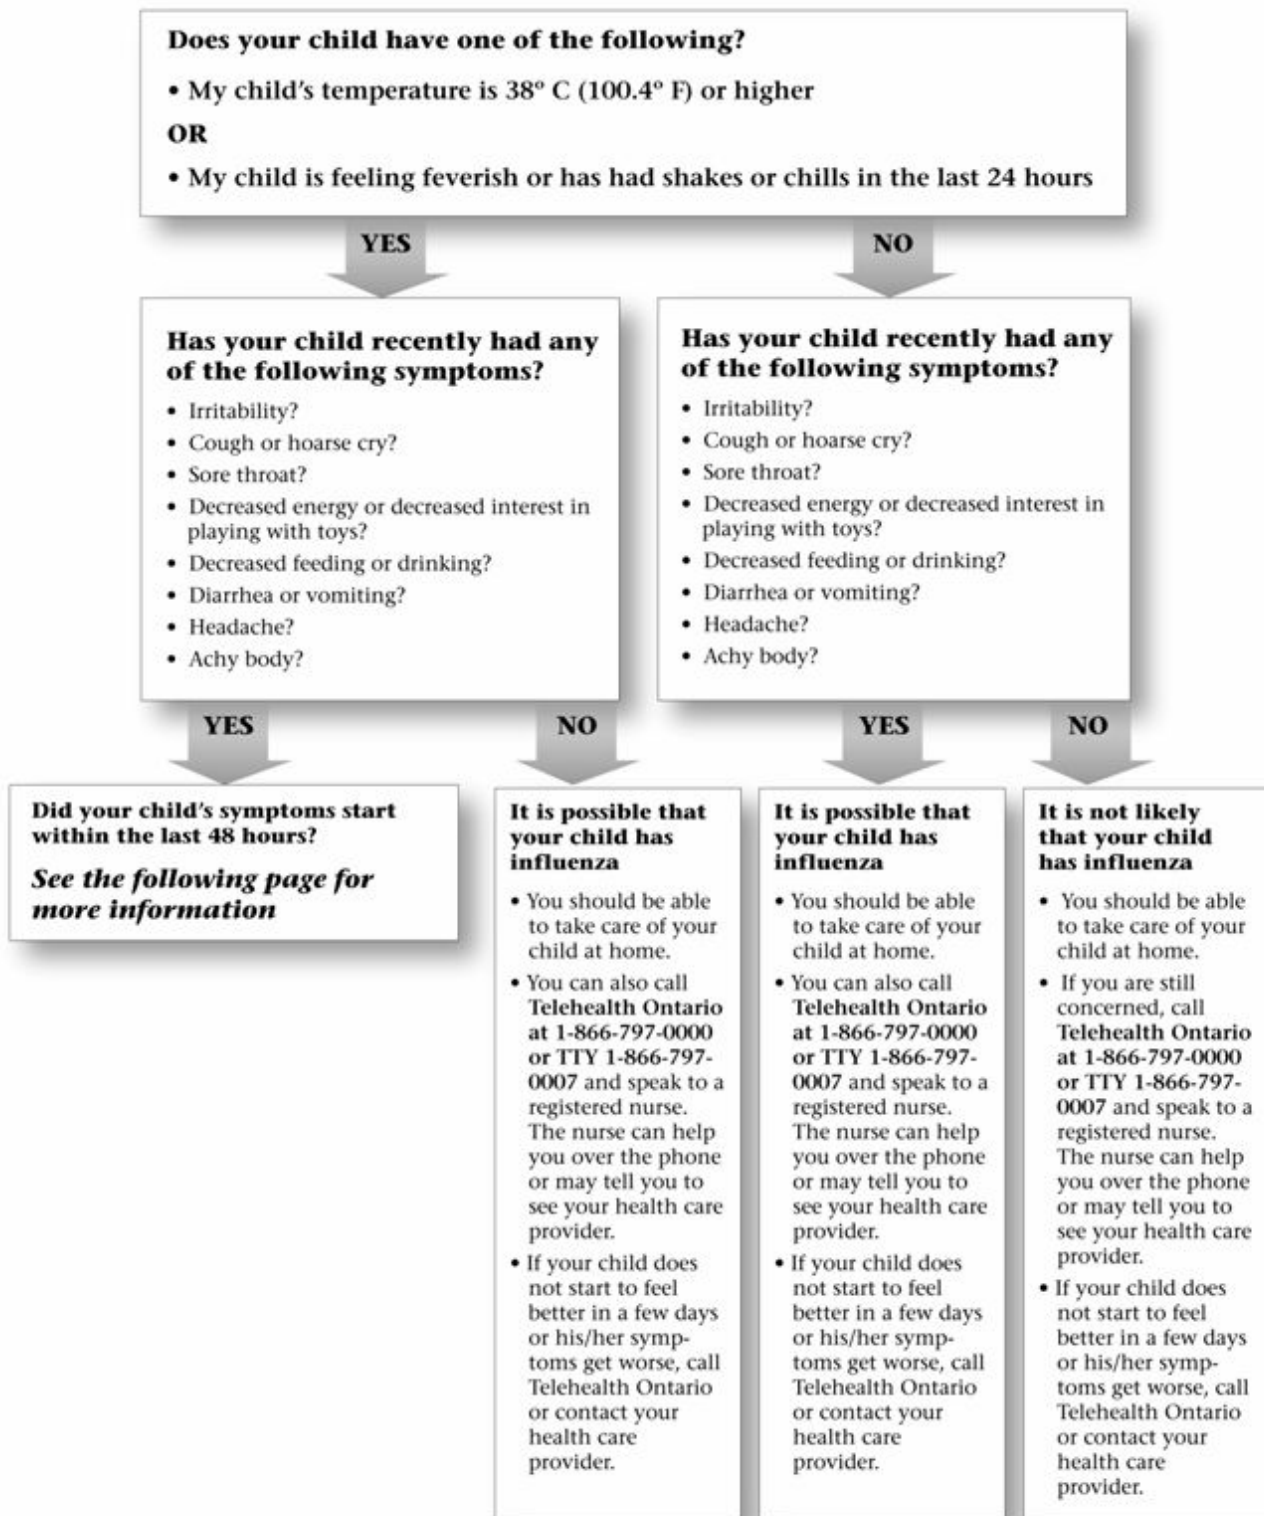 Does your child have one of the following?
• My child's temperature is 38º C (100.4º F) or higher
OR
• My child is feeling feverish or has had shakes or chills in the last 24 hours
YES
NO
Has your child recently had any
of the following symptoms?
• Irritability?
• Cough or hoarse cry?
• Sore throat?
• Decreased energy or decreased interest in
playing with toys?
• Decreased feeding or drinking?
• Diarrhea or vomiting?
• Headache?
• Achy body?
Has your child recently had any
of the following symptoms?
• Irritability?
• Cough or hoarse cry?
• Sore throat?
• Decreased energy or decreased interest in
playing with toys?
• Decreased feeding or drinking?
• Diarrhea or vomiting?
• Headache?
• Achy body?
YES
NO
YES
NO
Did your child's symptoms start
within the last 48 hours?
See the following page for
more information
It is possible that
your child has
influenza
• You should be able
to take care of your
child at home.
• You can also call
Telehealth Ontario
at 1-866-797-0000
or TTY 1-866-797-
0007 and speak to a
registered nurse.
The nurse can help
you over the phone
or may tell you to
see your health care
provider.
• If your child does
not start to feel
better in a few days
or his/her symp-
toms get worse, call
Telehealth Ontario
or contact your
health care
provider.
It is possible that
your child has
influenza
• You should be able
to take care of your
child at home.
• You can also call
Telehealth Ontario
at 1-866-797-0000
or TTY 1-866-797-
0007 and speak to a
registered nurse.
The nurse can help
you over the phone
or may tell you to
see your health care
provider.
• If your child does
not start to feel
better in a few days
or his/her symp-
toms get worse, call
Telehealth Ontario
or contact your
health care
provider.
It is not likely
that your child
has influenza
• You should be able
to take care of your
child at home.
• If you are still
concerned, call
Telehealth Ontario
at 1-866-797-0000
or TTY 1-866-797-
0007 and speak to a
registered nurse.
The nurse can help
you over the phone
or may tell you to
see your health care
provider.
• If your child does
not start to feel
better in a few days
or his/her symp-
toms get worse, call
Telehealth Ontario
or contact your
health care
provider.